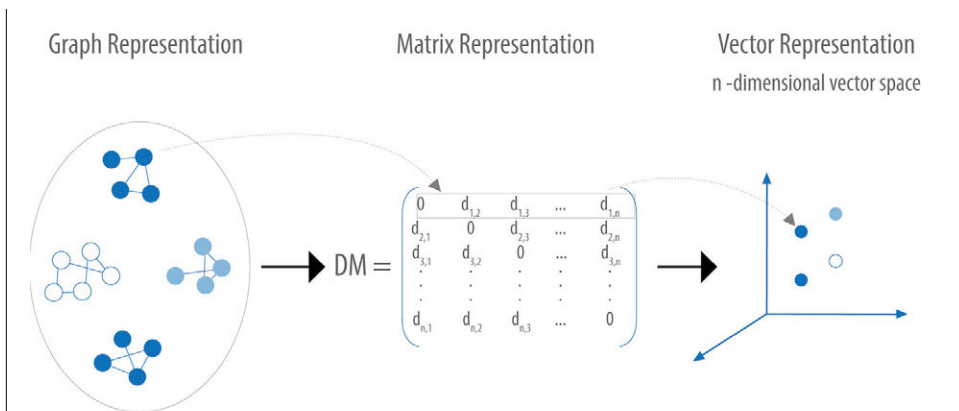 Graph Representation
Matrix Representation
Vector Representation
n -dimensional vector space
DM =
0 d1,2 d1,3 ... d1,n
d2,1 0 d2,3 ... d2,n
d3,1 d3,2 0 ... d3,n
. . . . .
. . . . .
. . . . .
dn,1 dn,2 dn,3 ... 0